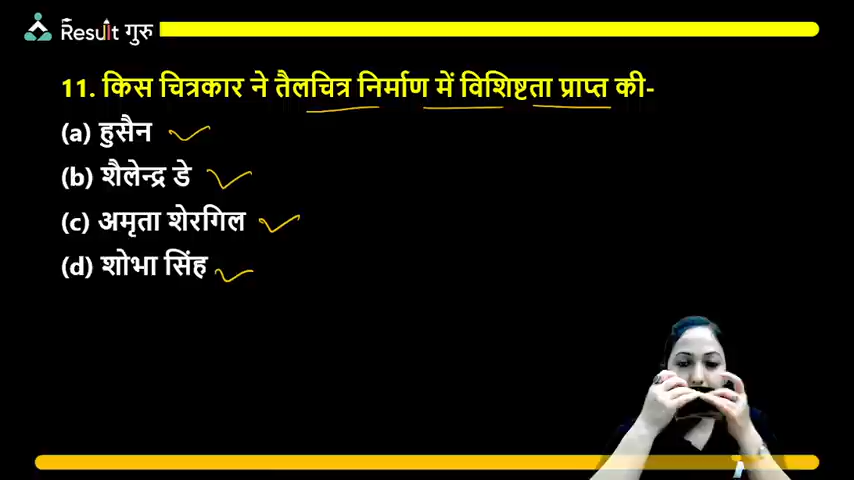 Result गुरु
11. किस चित्रकार ने तैलचित्र निर्माण में विशिष्टता प्राप्त की-
(a) हुसैन
(b) शैलेन्द्र डे
(c) अमृता शेरगिल
(d) शोभा सिंह